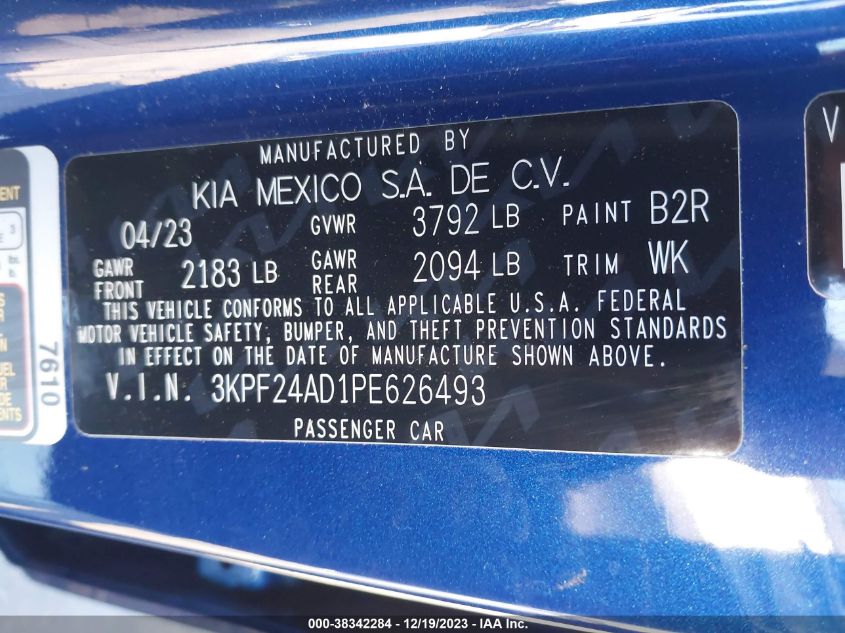 MANUFACTURED BY
KIA MEXICO S.A. DE C.V.
04/23 GVWR 3792 LB PAINT B2R
GAWR FRONT 2183 LB GAWR REAR 2094 LB TRIM WK
THIS VEHICLE CONFORMS TO ALL APPLICABLE U.S.A. FEDERAL
MOTOR VEHICLE SAFETY, BUMPER, AND THEFT PREVENTION STANDARDS
IN EFFECT ON THE DATE OF MANUFACTURE SHOWN ABOVE.
V.I.N. 3KPF24AD1PE626493
PASSENGER CAR
7610
V
3
000-38342284 - 12/19/2023 - IAA Inc.